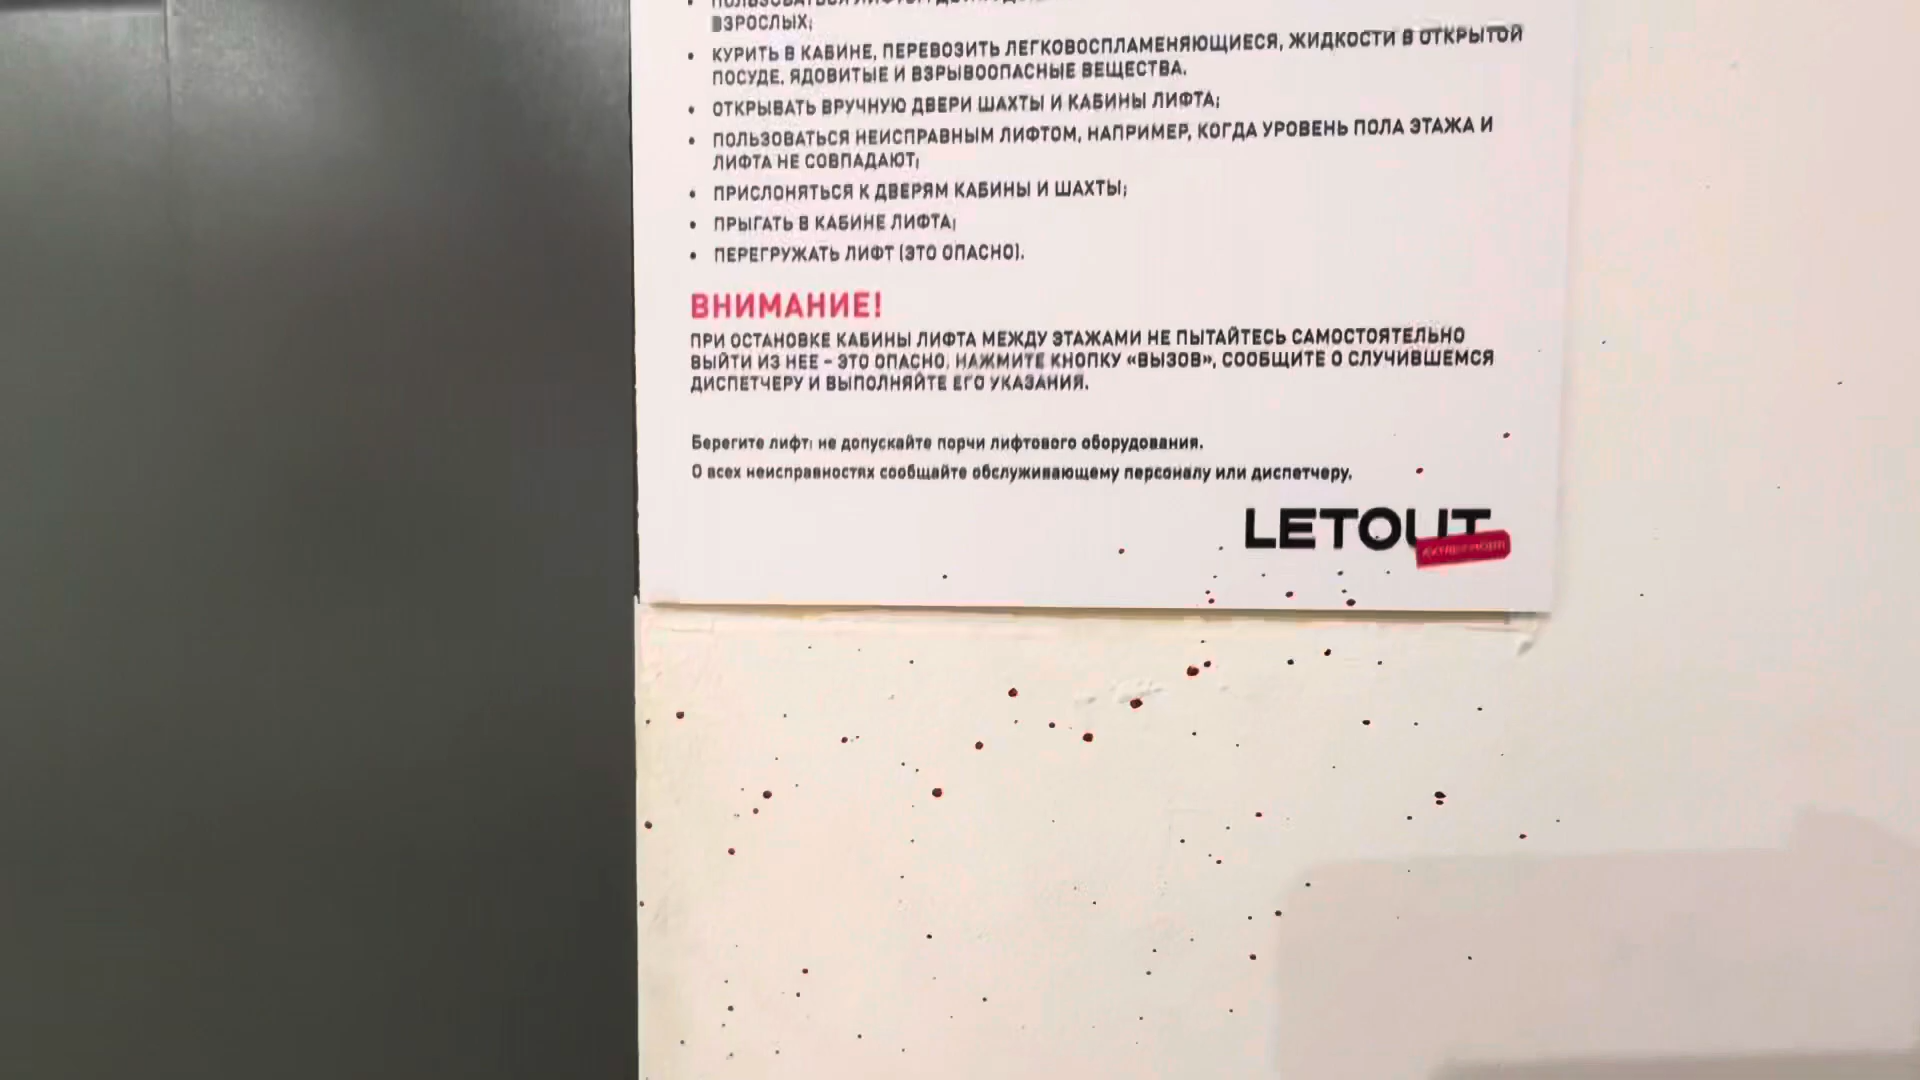 ВЗРОСЛЫХ;
• КУРИТЬ В КАБИНЕ, ПЕРЕВОЗИТЬ ЛЕГКОВОСПЛАМЕНЯЮЩИЕСЯ, ЖИДКОСТИ В ОТКРЫТОЙ
ПОСУДЕ, ЯДОВИТЫЕ И ВЗРЫВООПАСНЫЕ ВЕЩЕСТВА.
• ОТКРЫВАТЬ ВРУЧНУЮ ДВЕРИ ШАХТЫ И КАБИНЫ ЛИФТА;
• ПОЛЬЗОВАТЬСЯ НЕИСПРАВНЫМ ЛИФТОМ, НАПРИМЕР, КОГДА УРОВЕНЬ ПОЛА ЭТАЖА И
ЛИФТА НЕ СОВПАДАЮТ;
• ПРИСЛОНЯТЬСЯ К ДВЕРЯМ КАБИНЫ И ШАХТЫ;
• ПРЫГАТЬ В КАБИНЕ ЛИФТА;
• ПЕРЕГРУЖАТЬ ЛИФТ (ЭТО ОПАСНО).
ВНИМАНИЕ!
ПРИ ОСТАНОВКЕ КАБИНЫ ЛИФТА МЕЖДУ ЭТАЖАМИ НЕ ПЫТАЙТЕСЬ САМОСТОЯТЕЛЬНО
ВЫЙТИ ИЗ НЕЕ – ЭТО ОПАСНО, НАЖМИТЕ КНОПКУ «ВЫЗОВ», СООБЩИТЕ О СЛУЧИВШЕМСЯ
ДИСПЕТЧЕРУ И ВЫПОЛНЯЙТЕ ЕГО УКАЗАНИЯ.
Берегите лифт; не допускайте порчи лифтового оборудования.
О всех неисправностях сообщайте обслуживающему персоналу или диспетчеру.
LETOUT